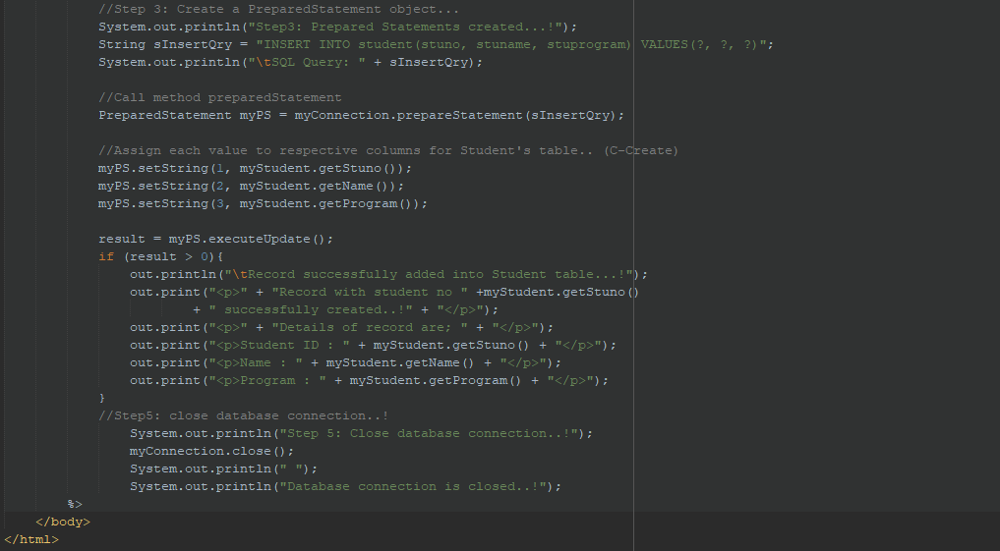 //Step 3: Create a PreparedStatement object...
System.out.println("Step3: Prepared Statements created...!");
String sInsertQry = "INSERT INTO student(stuno, stuname, stuprogram) VALUES(?, ?, ?)";
System.out.println("\tSQL Query: " + sInsertQry);
//Call method preparedStatement
PreparedStatement myPS = myConnection.prepareStatement(sInsertQry);
//Assign each value to respective columns for Student's table.. (C-Create)
myPS.setString(1, myStudent.getStuno());
myPS.setString(2, myStudent.getName());
myPS.setString(3, myStudent.getProgram());
result = myPS.executeUpdate();
if (result > 0){
out.println("\tRecord successfully added into Student table...!");
out.print("<p>" + "Record with student no " +myStudent.getStuno()
+ " successfully created..!" + "</p>");
out.print("<p>" + "Details of record are; " + "</p>");
out.print("<p>Student ID : " + myStudent.getStuno() + "</p>");
out.print("<p>Name : " + myStudent.getName() + "</p>");
out.print("<p>Program : " + myStudent.getProgram() + "</p>");
}
//Step5: close database connection..!
System.out.println("Step 5: Close database connection..!");
myConnection.close();
System.out.println(" ");
System.out.println("Database connection is closed..!");
%>
</body>
</html>